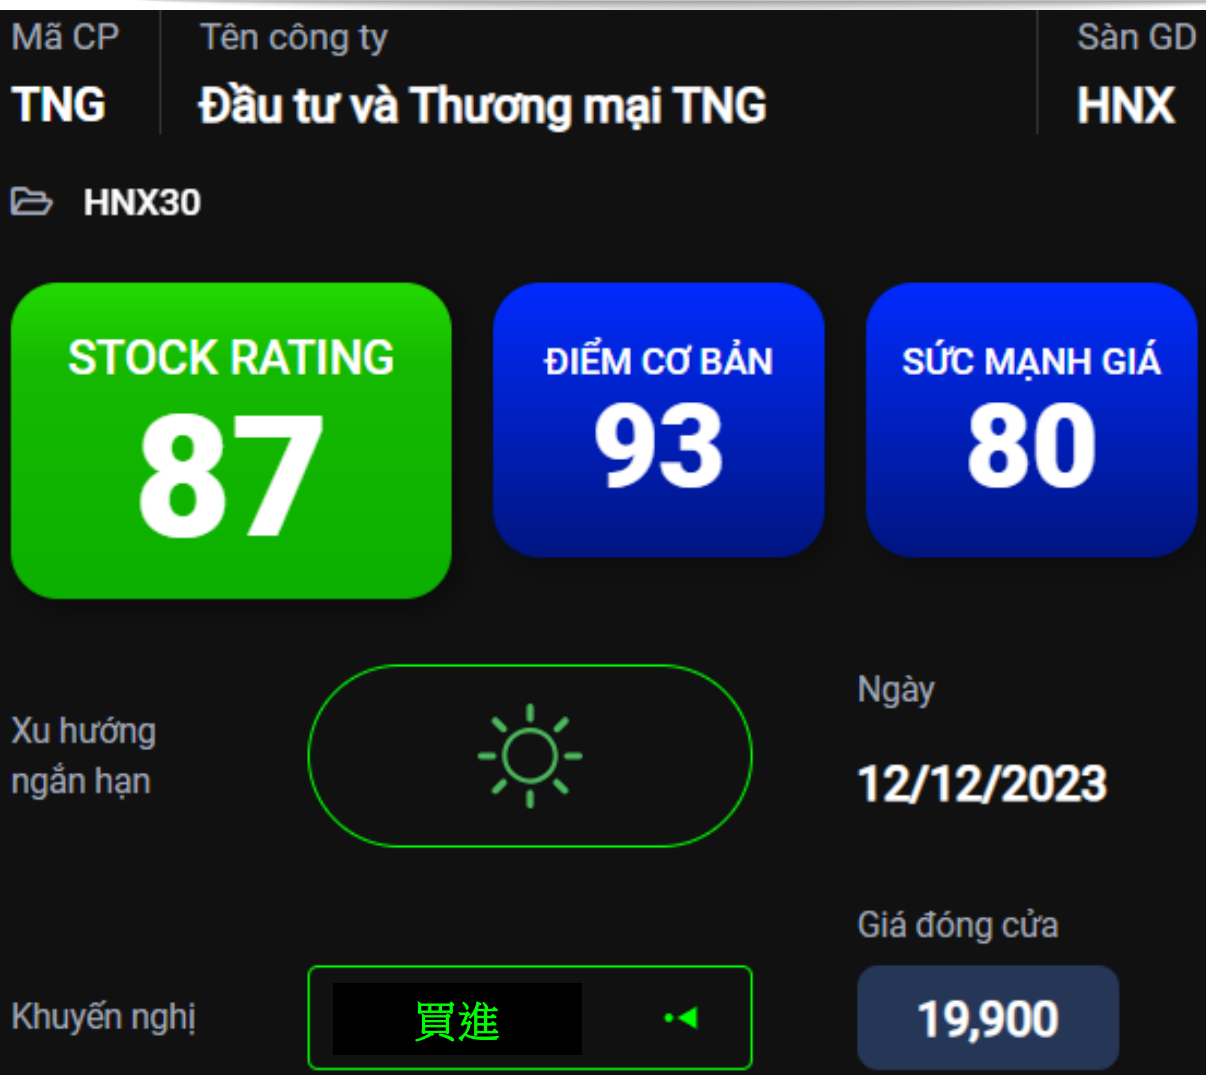 Mã CP
Tên công ty
Sàn GD
TNG
Đầu tư và Thương mại TNG
HNX
HNX30
STOCK RATING
87
ĐIỂM CƠ BẢN
93
SỨC MẠNH GIÁ
80
Xu hướng
ngắn hạn
Ngày
12/12/2023
Khuyến nghị
買進
Giá đóng cửa
19,900